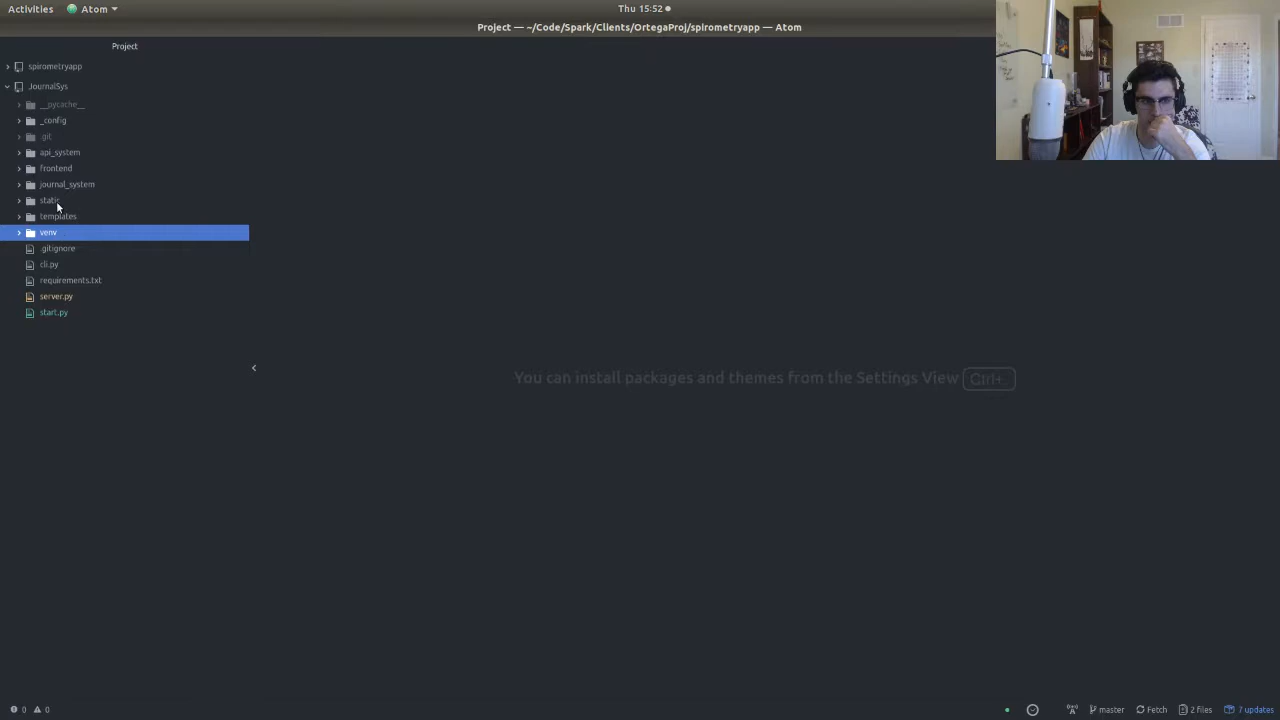 Activities Atom Thu 15:52
Project — ~/Code/Spark/Clients/OrtegaProj/spirometryapp — Atom
Project
spirometryapp
JournalSys
__pycache__
_config
.git
api_system
frontend
journal_system
static
templates
venv
.gitignore
cli.py
requirements.txt
server.py
start.py
You can install packages and themes from the Settings View Ctrl+,
0 0 master Fetch 2 files 7 updates